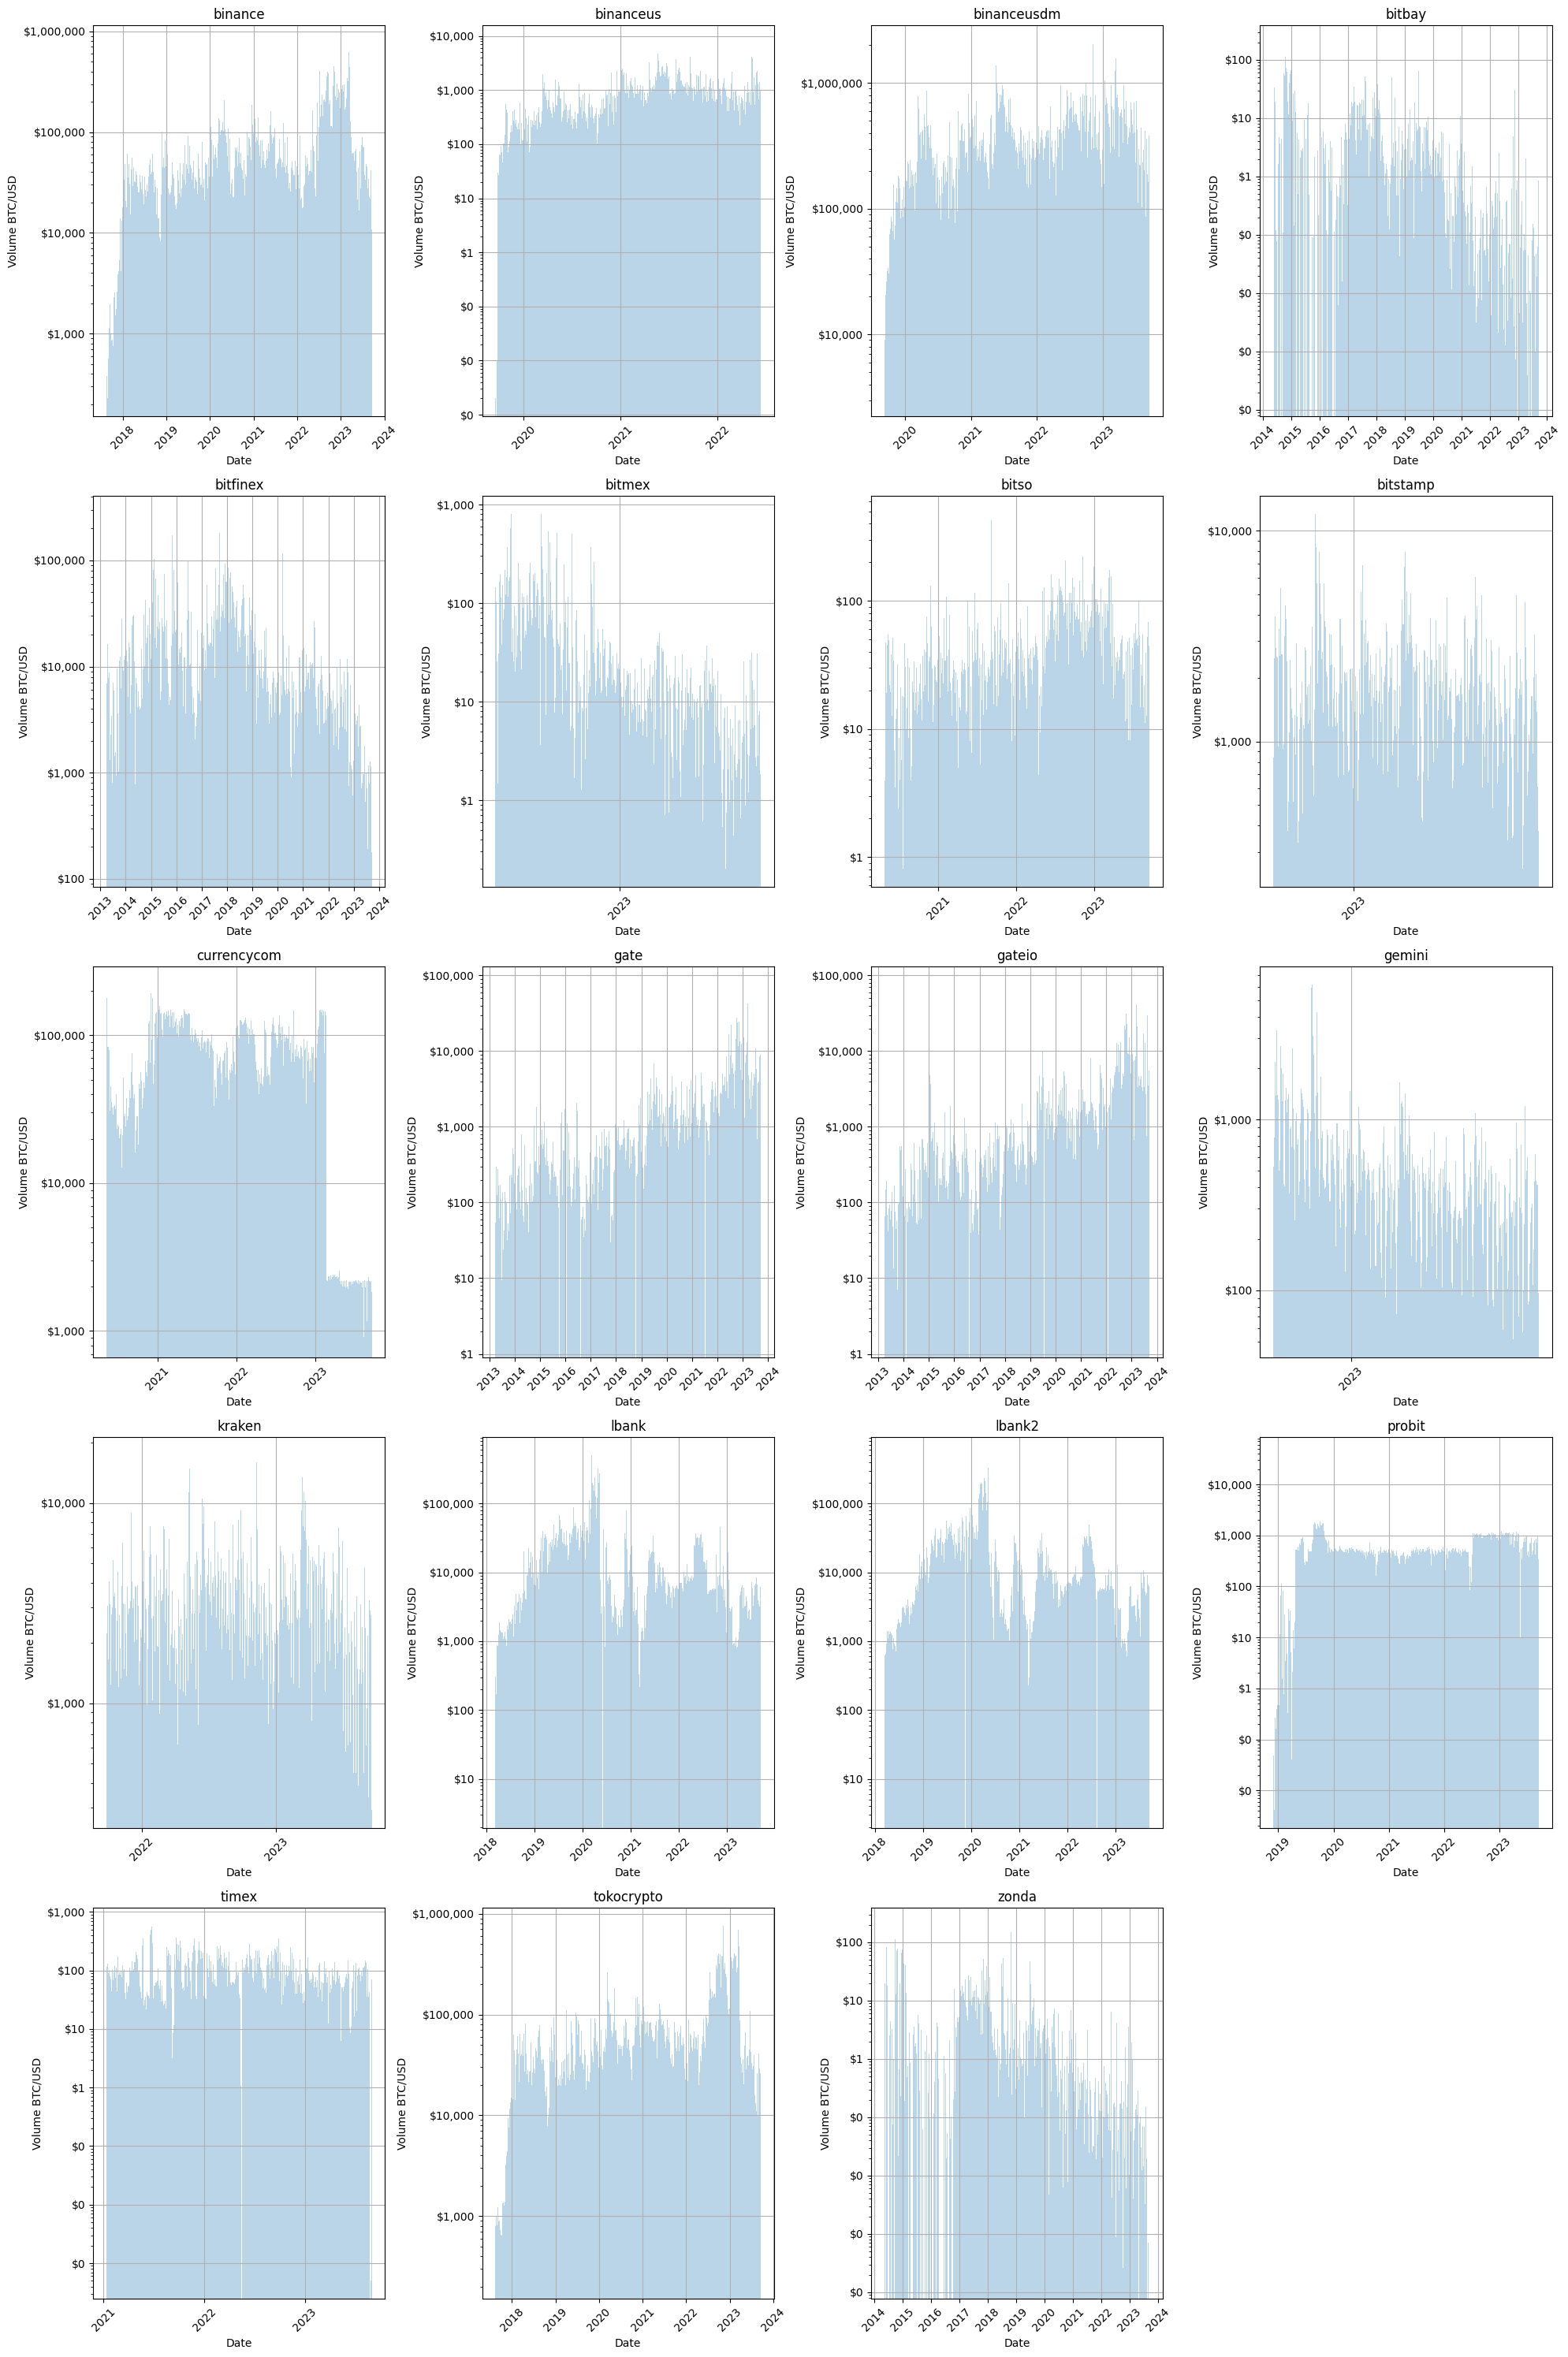 binance
Volume BTC/USD
$1,000,000
$100,000
$10,000
$1,000
2018 2019 2020 2021 2022 2023 2024
Date
binanceus
Volume BTC/USD
$10,000
$1,000
$100
$10
$1
$0
$0
$0
2020 2021 2022
Date
binanceusdm
Volume BTC/USD
$1,000,000
$100,000
$10,000
2020 2021 2022 2023
Date
bitbay
Volume BTC/USD
$100
$10
$1
$0
$0
$0
$0
2014 2015 2016 2017 2018 2019 2020 2021 2022 2023 2024
Date
bitfinex
Volume BTC/USD
$100,000
$10,000
$1,000
$100
2013 2014 2015 2016 2017 2018 2019 2020 2021 2022 2023 2024
Date
bitmex
Volume BTC/USD
$1,000
$100
$10
$1
2023
Date
bitso
Volume BTC/USD
$100
$10
$1
2021 2022 2023
Date
bitstamp
Volume BTC/USD
$10,000
$1,000
2023
Date
currencycom
Volume BTC/USD
$100,000
$10,000
$1,000
2021 2022 2023
Date
gate
Volume BTC/USD
$100,000
$10,000
$1,000
$100
$10
$1
2013 2014 2015 2016 2017 2018 2019 2020 2021 2022 2023 2024
Date
gateio
Volume BTC/USD
$100,000
$10,000
$1,000
$100
$10
$1
2013 2014 2015 2016 2017 2018 2019 2020 2021 2022 2023 2024
Date
gemini
Volume BTC/USD
$1,000
$100
2023
Date
kraken
Volume BTC/USD
$10,000
$1,000
2022 2023
Date
lbank
Volume BTC/USD
$100,000
$10,000
$1,000
$100
$10
2018 2019 2020 2021 2022 2023
Date
lbank2
Volume BTC/USD
$100,000
$10,000
$1,000
$100
$10
2018 2019 2020 2021 2022 2023
Date
probit
Volume BTC/USD
$10,000
$1,000
$100
$10
$1
$0
$0
2019 2020 2021 2022 2023
Date
timex
Volume BTC/USD
$1,000
$100
$10
$1
$0
$0
$0
2021 2022 2023
Date
tokocrypto
Volume BTC/USD
$1,000,000
$100,000
$10,000
$1,000
2018 2019 2020 2021 2022 2023 2024
Date
zonda
Volume BTC/USD
$100
$10
$1
$0
$0
$0
$0
2014 2015 2016 2017 2018 2019 2020 2021 2022 2023 2024
Date